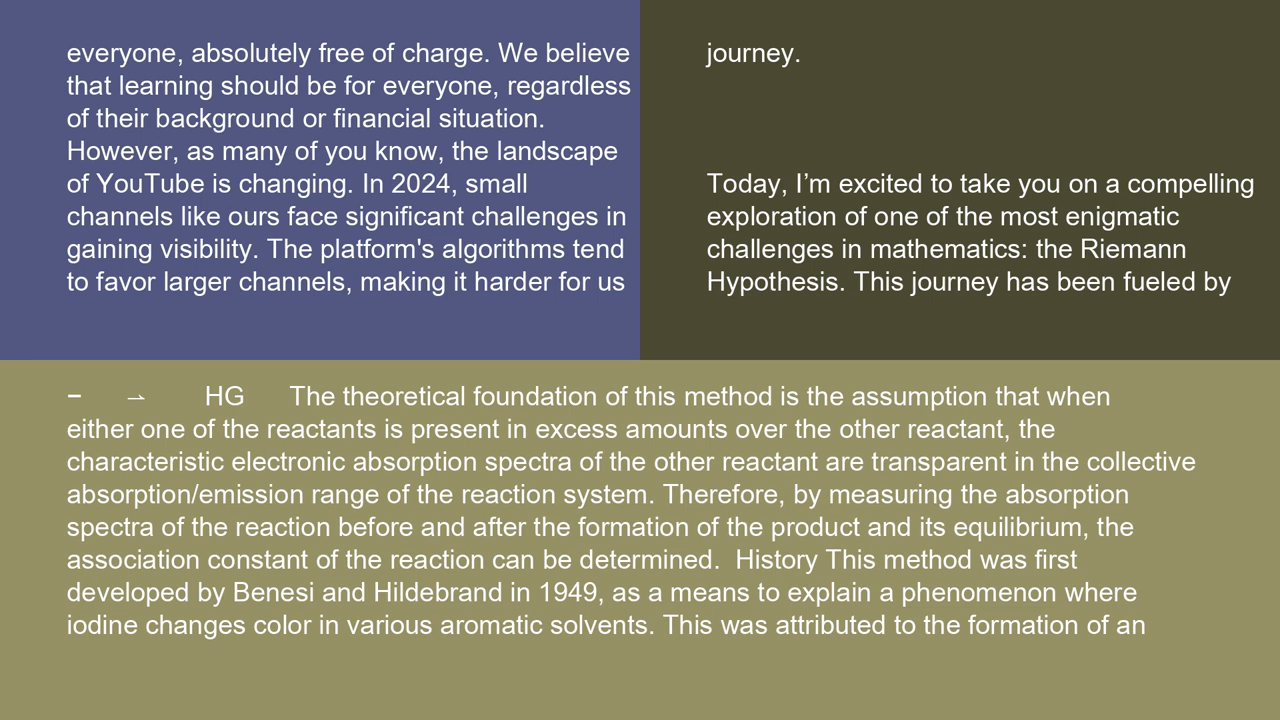 everyone, absolutely free of charge. We believe
that learning should be for everyone, regardless
of their background or financial situation.
However, as many of you know, the landscape
of YouTube is changing. In 2024, small
channels like ours face significant challenges in
gaining visibility. The platform's algorithms tend
to favor larger channels, making it harder for us
journey.
Today, I’m excited to take you on a compelling
exploration of one of the most enigmatic
challenges in mathematics: the Riemann
Hypothesis. This journey has been fueled by
− ⇀ HG The theoretical foundation of this method is the assumption that when
either one of the reactants is present in excess amounts over the other reactant, the
characteristic electronic absorption spectra of the other reactant are transparent in the collective
absorption/emission range of the reaction system. Therefore, by measuring the absorption
spectra of the reaction before and after the formation of the product and its equilibrium, the
association constant of the reaction can be determined. History This method was first
developed by Benesi and Hildebrand in 1949, as a means to explain a phenomenon where
iodine changes color in various aromatic solvents. This was attributed to the formation of an